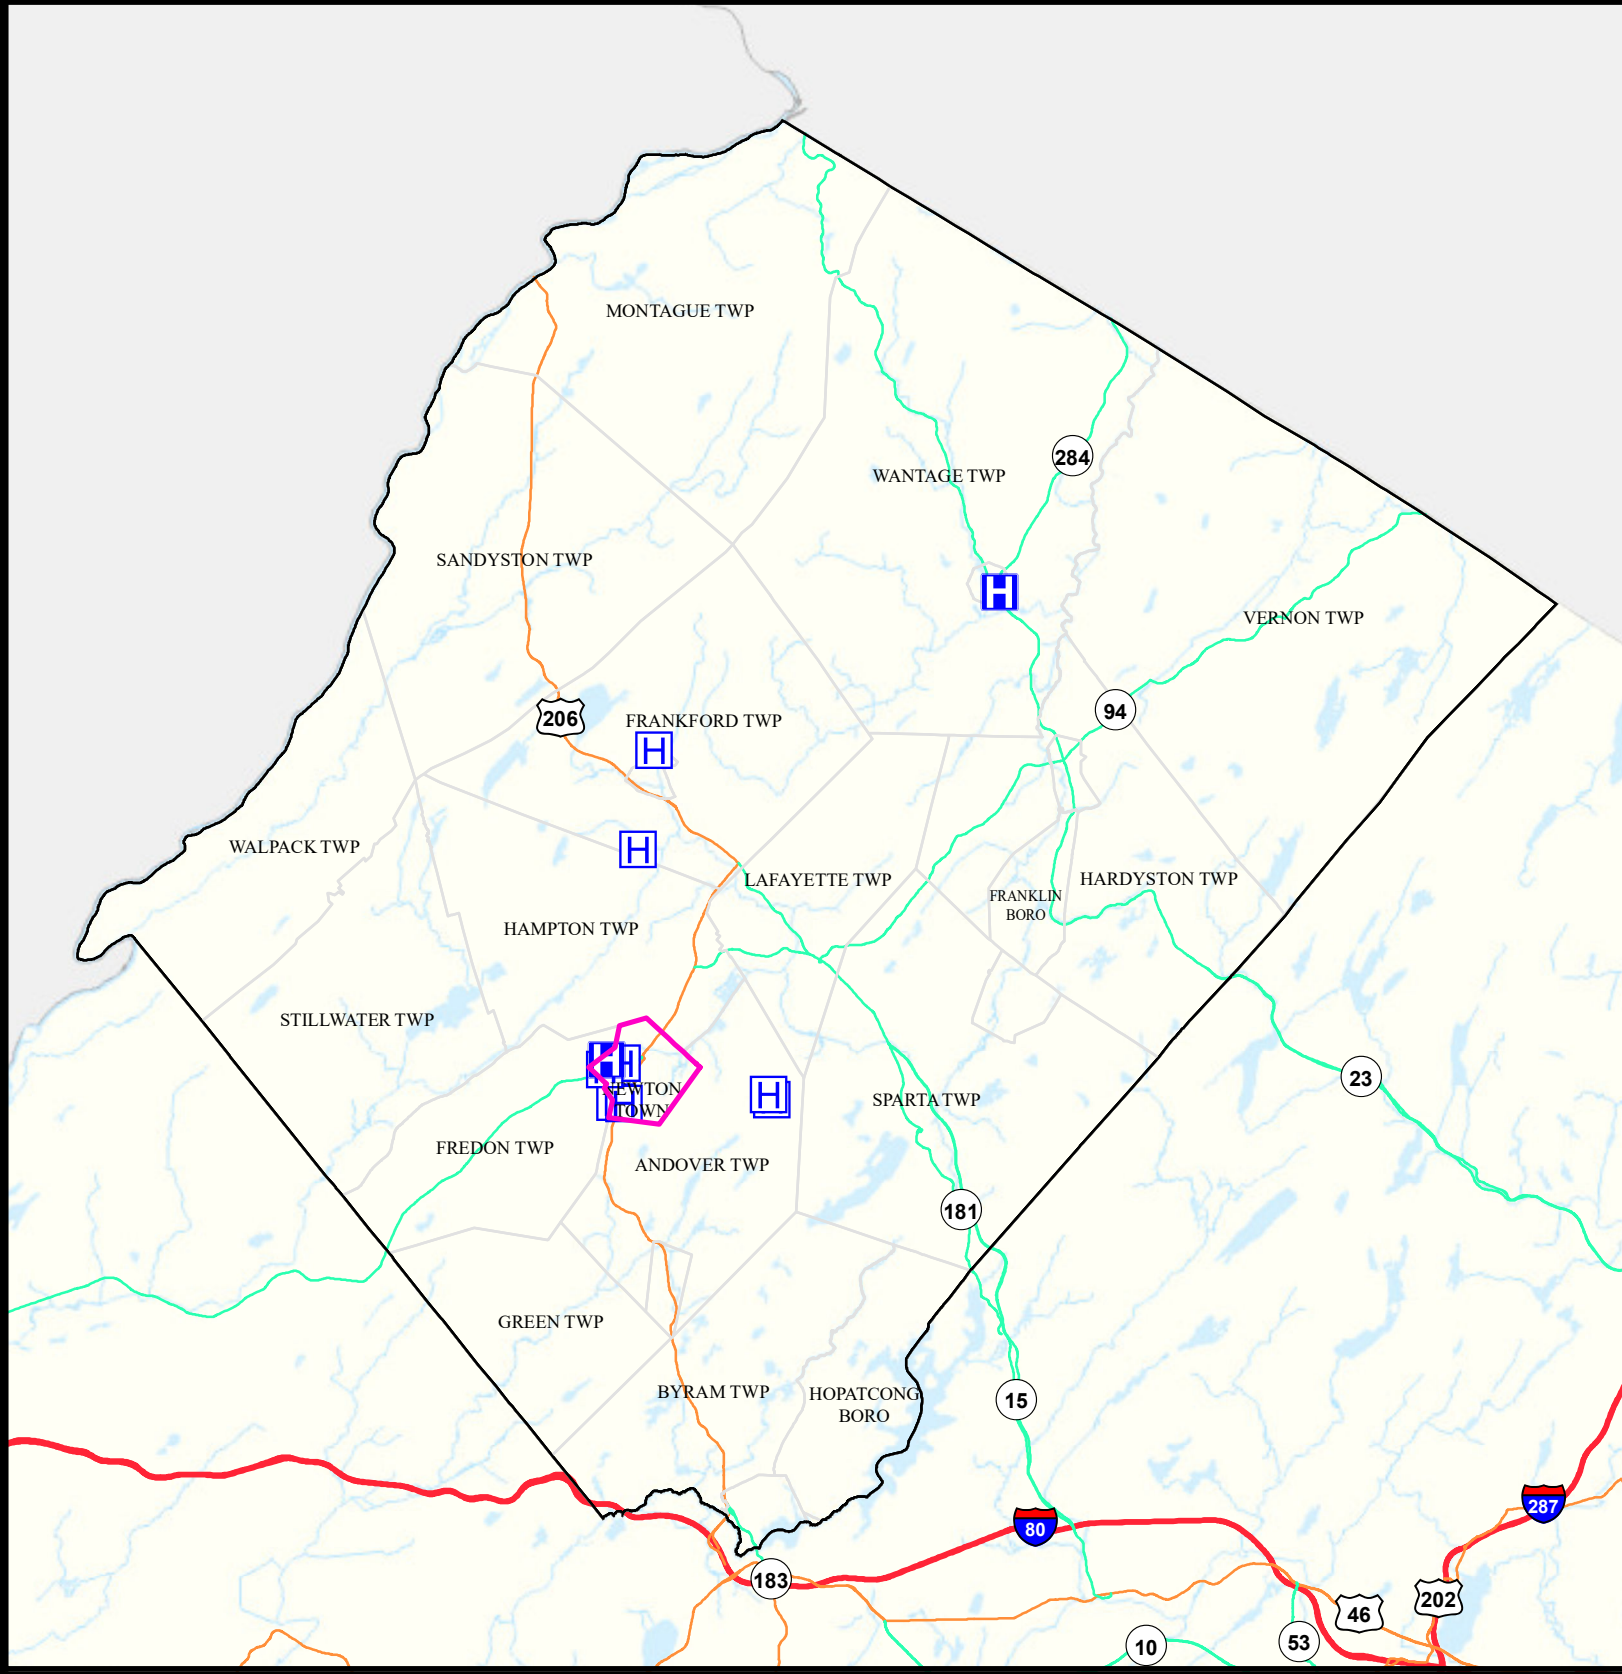 MONTAGUE TWP
284
WANTAGE TWP
SANDYSTON TWP
H
VERNON TWP
94
206
FRANKFORD TWP
H
H
WALPACK TWP
LAFAYETTE TWP
HARDYSTON TWP
FRANKLIN
BORO
HAMPTON TWP
STILLWATER TWP
H
23
NEWTON
TOWN
H
H
SPARTA TWP
FREDON TWP
ANDOVER TWP
181
GREEN TWP
BYRAM TWP
HOPATCONG
BORO
15
287
80
183
202
46
53
10